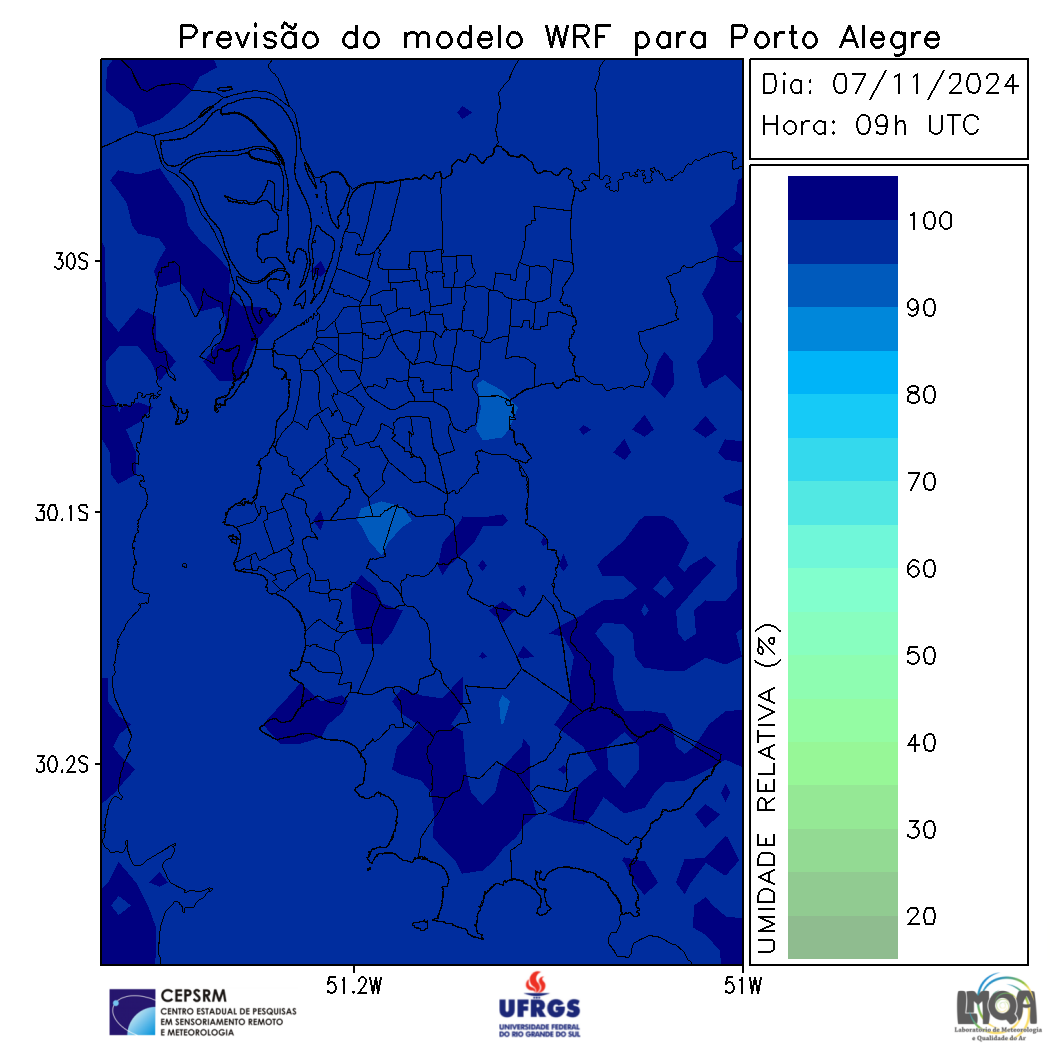 Previsão do modelo WRF para Porto Alegre
Dia: 07/11/2024
Hora: 09h UTC
100
90
80
70
60
50
40
30
20
UMIDADE RELATIVA (%)
30S
30.1S
30.2S
51.2W
51W
CEPSRM
CENTRO ESTADUAL DE PESQUISAS
EM SENSORIAMENTO REMOTO
E METEOROLOGIA
UFRGS
UNIVERSIDADE FEDERAL
DO RIO GRANDE DO SUL
LMQA
Laboratório de Meteorologia
e Qualidade do Ar